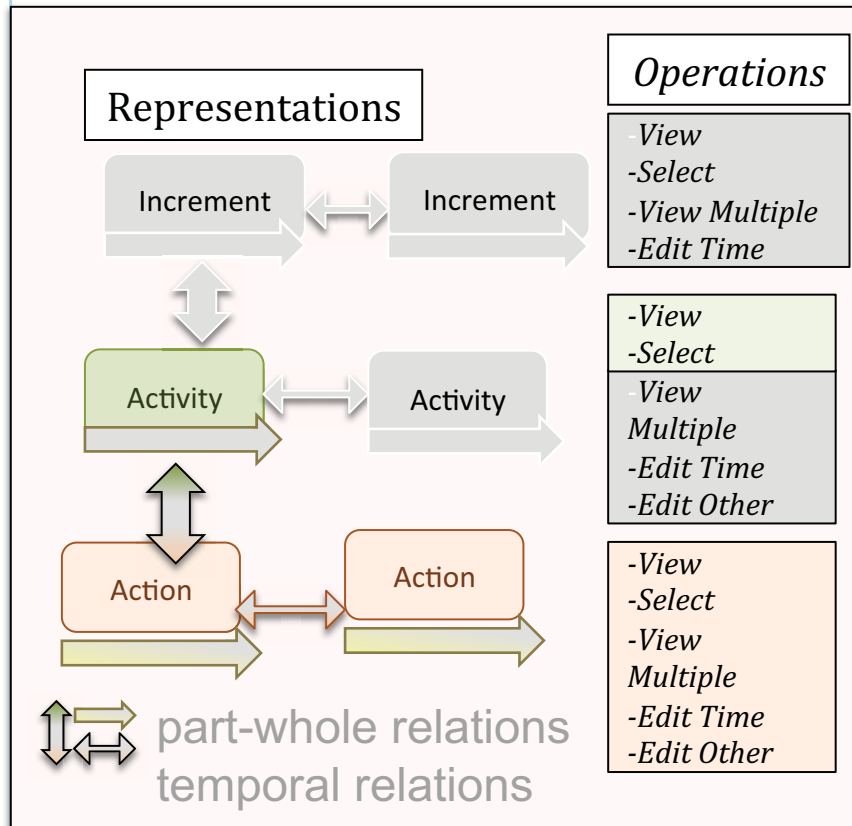 Representations
Increment
Increment
Activity
Activity
Action
Action
part-whole relations
temporal relations
Operations
-View
-Select
-View Multiple
-Edit Time
-View
-Select
-View
Multiple
-Edit Time
-Edit Other
-View
-Select
-View
Multiple
-Edit Time
-Edit Other